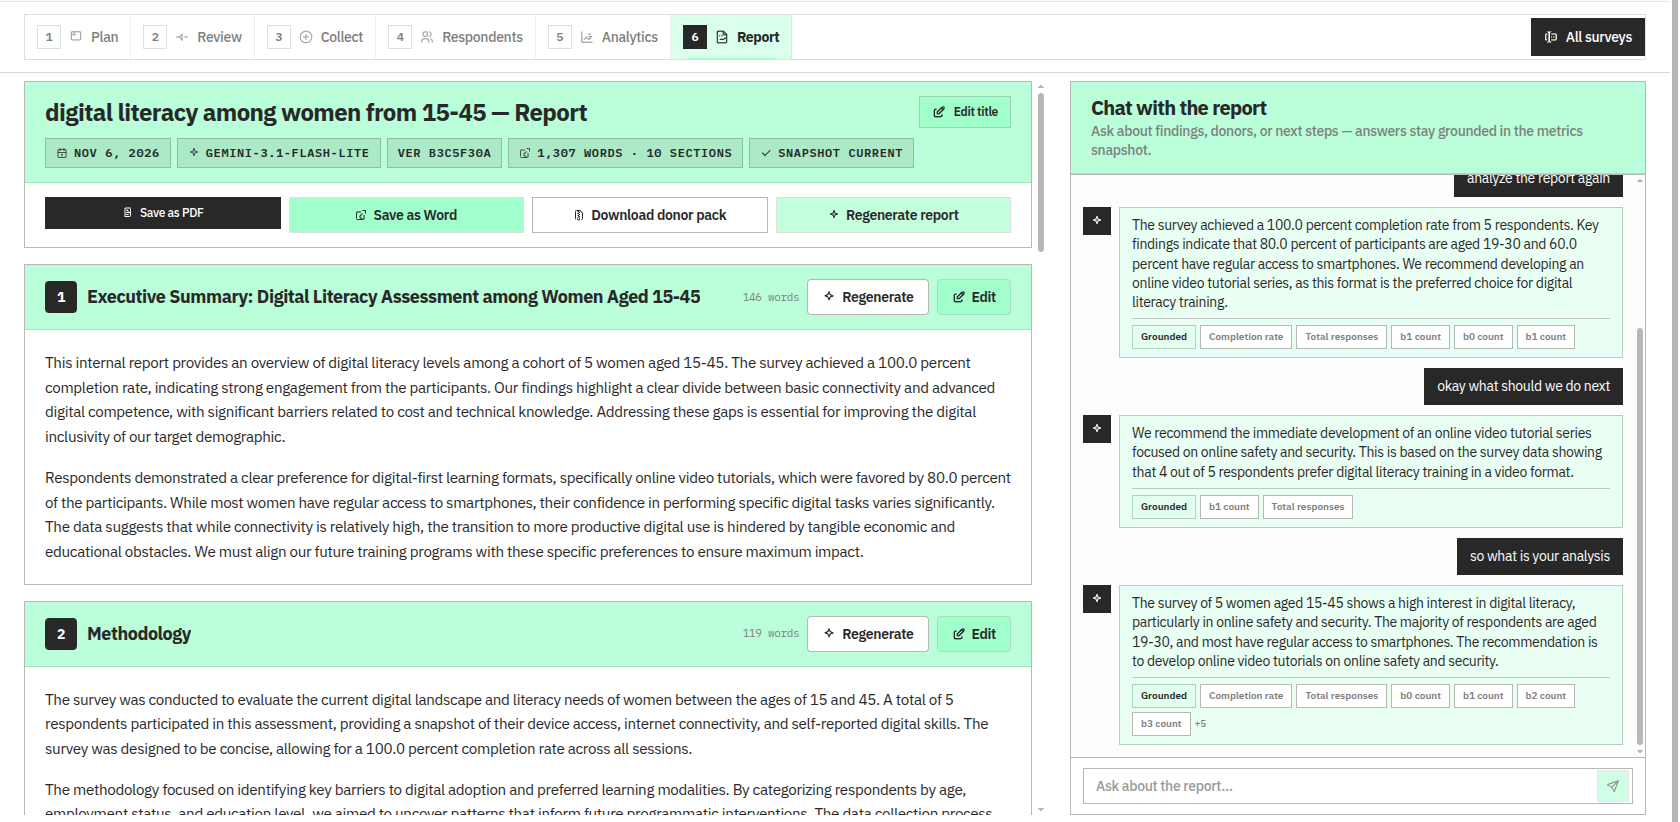 1 Plan 2 Review 3 Collect 4 Respondents 5 Analytics 6 Report All surveys
digital literacy among women from 15-45 — Report
Edit title
NOV 6, 2026 GEMINI-3.1-FLASH-LITE VER B3C5F30A 1,307 WORDS · 10 SECTIONS SNAPSHOT CURRENT
Save as PDF Save as Word Download donor pack Regenerate report
1 Executive Summary: Digital Literacy Assessment among Women Aged 15-45 146 words Regenerate Edit
This internal report provides an overview of digital literacy levels among a cohort of 5 women aged 15-45. The survey achieved a 100.0 percent
completion rate, indicating strong engagement from the participants. Our findings highlight a clear divide between basic connectivity and advanced
digital competence, with significant barriers related to cost and technical knowledge. Addressing these gaps is essential for improving the digital
inclusivity of our target demographic.
Respondents demonstrated a clear preference for digital-first learning formats, specifically online video tutorials, which were favored by 80.0 percent
of the participants. While most women have regular access to smartphones, their confidence in performing specific digital tasks varies significantly.
The data suggests that while connectivity is relatively high, the transition to more productive digital use is hindered by tangible economic and
educational obstacles. We must align our future training programs with these specific preferences to ensure maximum impact.
2 Methodology 119 words Regenerate Edit
The survey was conducted to evaluate the current digital landscape and literacy needs of women between the ages of 15 and 45. A total of 5
respondents participated in this assessment, providing a snapshot of their device access, internet connectivity, and self-reported digital skills. The
survey was designed to be concise, allowing for a 100.0 percent completion rate across all sessions.
The methodology focused on identifying key barriers to digital adoption and preferred learning modalities. By categorizing respondents by age,
employment status, and education level, we aimed to uncover patterns that inform future programmatic interventions. The data collection process
Chat with the report
Ask about findings, donors, or next steps — answers stay grounded in the metrics
snapshot.
analyze the report again
The survey achieved a 100.0 percent completion rate from 5 respondents. Key
findings indicate that 80.0 percent of participants are aged 19-30 and 60.0
percent have regular access to smartphones. We recommend developing an
online video tutorial series, as this format is the preferred choice for digital
literacy training.
Grounded Completion rate Total responses b1 count b0 count b1 count
okay what should we do next
We recommend the immediate development of an online video tutorial series
focused on online safety and security. This is based on the survey data showing
that 4 out of 5 respondents prefer digital literacy training in a video format.
Grounded b1 count Total responses
so what is your analysis
The survey of 5 women aged 15-45 shows a high interest in digital literacy,
particularly in online safety and security. The majority of respondents are aged
19-30, and most have regular access to smartphones. The recommendation is
to develop online video tutorials on online safety and security.
Grounded Completion rate Total responses b0 count b1 count b2 count
b3 count +5
Ask about the report...